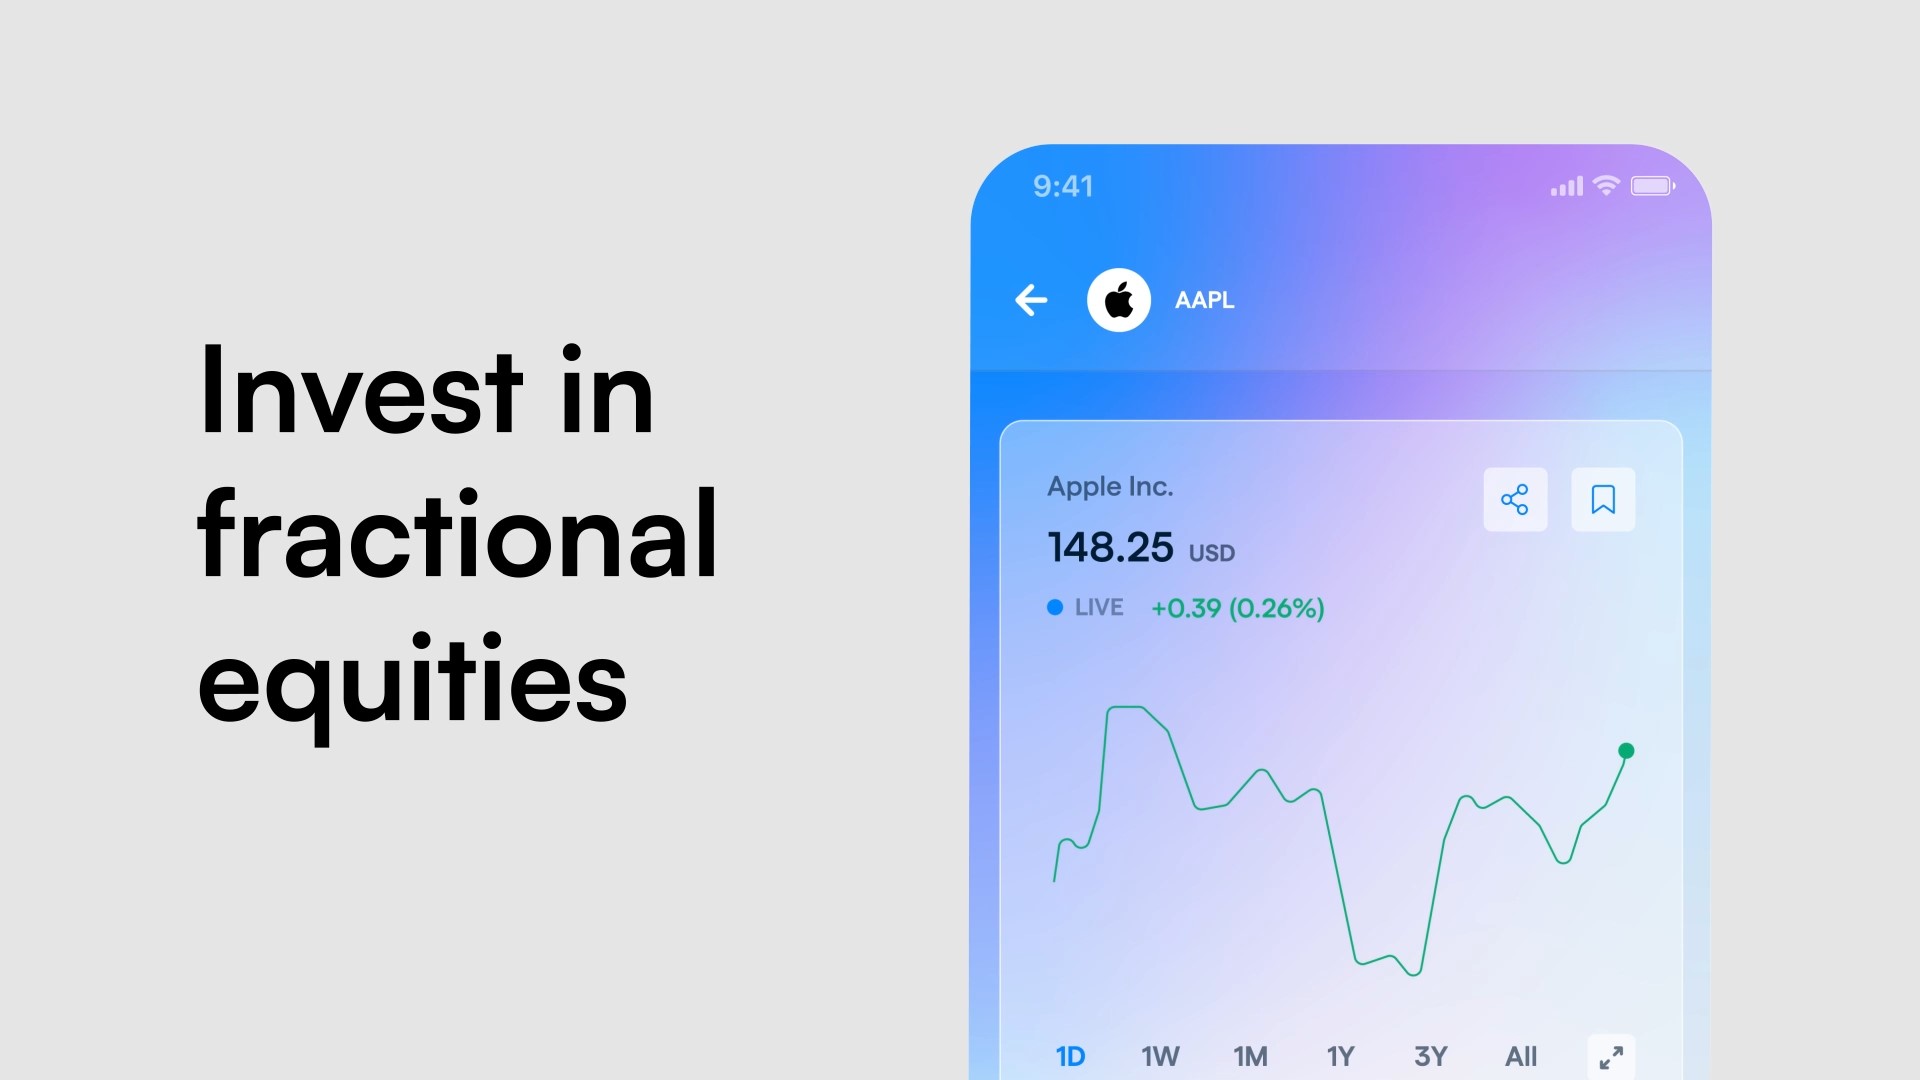 Invest in
fractional
equities
9:41
AAPL
Apple Inc.
148.25 USD
LIVE +0.39 (0.26%)
1D 1W 1M 1Y 3Y All